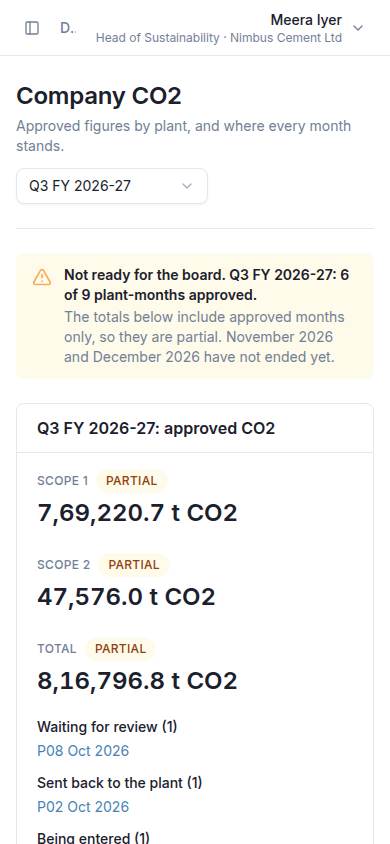 D..
Meera Iyer
Head of Sustainability · Nimbus Cement Ltd
Company CO2
Approved figures by plant, and where every month
stands.
Q3 FY 2026-27
Not ready for the board. Q3 FY 2026-27: 6
of 9 plant-months approved.
The totals below include approved months
only, so they are partial. November 2026
and December 2026 have not ended yet.
Q3 FY 2026-27: approved CO2
SCOPE 1 PARTIAL
7,69,220.7 t CO2
SCOPE 2 PARTIAL
47,576.0 t CO2
TOTAL PARTIAL
8,16,796.8 t CO2
Waiting for review (1)
P08 Oct 2026
Sent back to the plant (1)
P02 Oct 2026
Being entered (1)